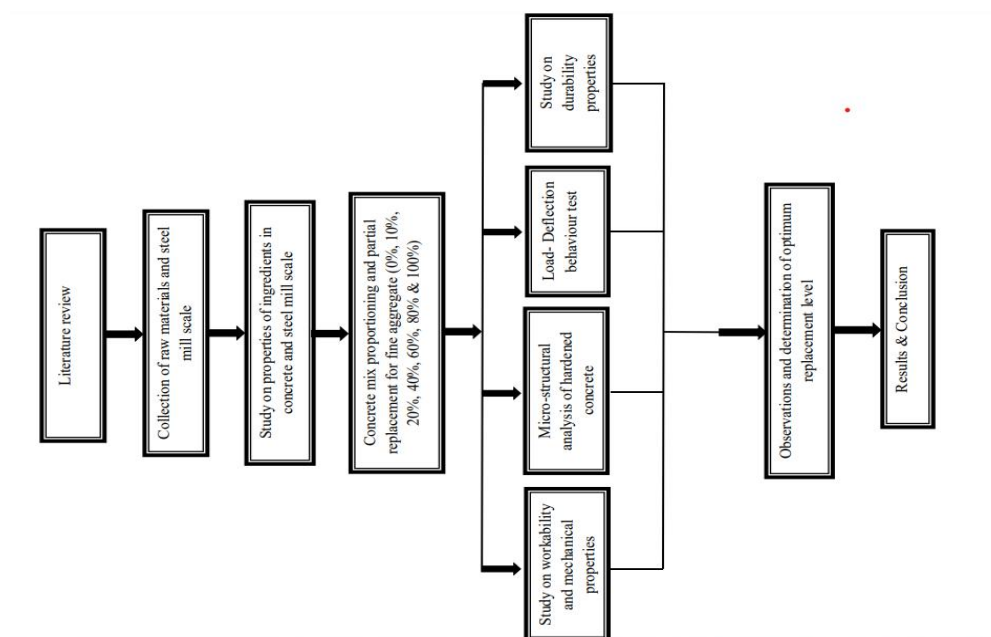 Literature review
Collection of raw materials and steel
mill scale
Study on properties of ingredients in
concrete and steel mill scale
Concrete mix proportioning and partial
replacement for fine aggregate (0%, 10%,
20%, 40%, 60%, 80% & 100%)
Study on workability
and mechanical
properties
Micro-structural
analysis of hardened
concrete
Load- Deflection
behaviour test
Study on
durability
properties
Observations and determination of optimum
replacement level
Results & Conclusion